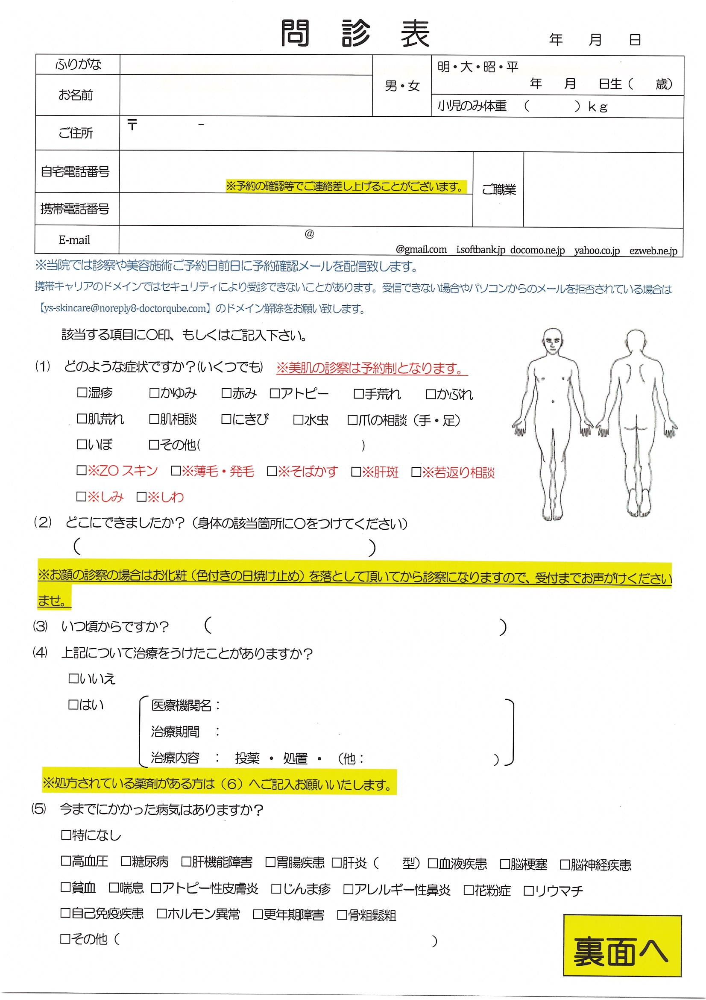 問 診 表
年 月 日
ふりがな
お名前
男・女
明・大・昭・平
年 月 日生（ 歳）
小児のみ体重 （ ）ｋｇ
ご住所
〒 －
自宅電話番号
※予約の確認等でご連絡差し上げることがございます。
ご職業
携帯電話番号
E-mail
@
@gmail.com i.softbank.jp docomo.ne.jp yahoo.co.jp ezweb.ne.jp
※当院では診察や美容施術ご予約日前日に予約確認メールを配信致します。
携帯キャリアのドメインではセキュリティにより受診できないことがあります。受信できない場合やパソコンからのメールを拒否されている場合は
【ys-skincare@noreply8-doctorqube.com】のドメイン解除をお願い致します。
該当する項目に〇印、もしくはご記入下さい。
(1) どのような症状ですか？(いくつでも) ※美肌の診察は予約制となります。
□湿疹 □かゆみ □赤み □アトピー □手荒れ □かぶれ
□肌荒れ □肌相談 □にきび □水虫 □爪の相談（手・足）
□いぼ □その他( )
□※ZO スキン □※薄毛・発毛 □※そばかす □※肝斑 □※若返り相談
□※しみ □※しわ
（2） どこにできましたか？（身体の該当箇所に〇をつけてください）
（ ）
※お顔の診察の場合はお化粧（色付きの日焼け止め）を落として頂いてから診察になりますので、受付までお声がけください
ませ。
(3) いつ頃からですか？ （ ）
(4) 上記について治療をうけたことがありますか？
□いいえ
□はい 医療機関名：
治療期間 ：
治療内容 ： 投薬 ・ 処置 ・ （他： ）
※処方されている薬剤がある方は（6）へご記入お願いいたします。
(5) 今までにかかった病気はありますか？
□特になし
□高血圧 □糖尿病 □肝機能障害 □胃腸疾患 □肝炎（ 型）□血液疾患 □脳梗塞 □脳神経疾患
□貧血 □喘息 □アトピー性皮膚炎 □じんま疹 □アレルギー性鼻炎 □花粉症 □リウマチ
□自己免疫疾患 □ホルモン異常 □更年期障害 □骨粗鬆粗
□その他（ ）
裏面へ